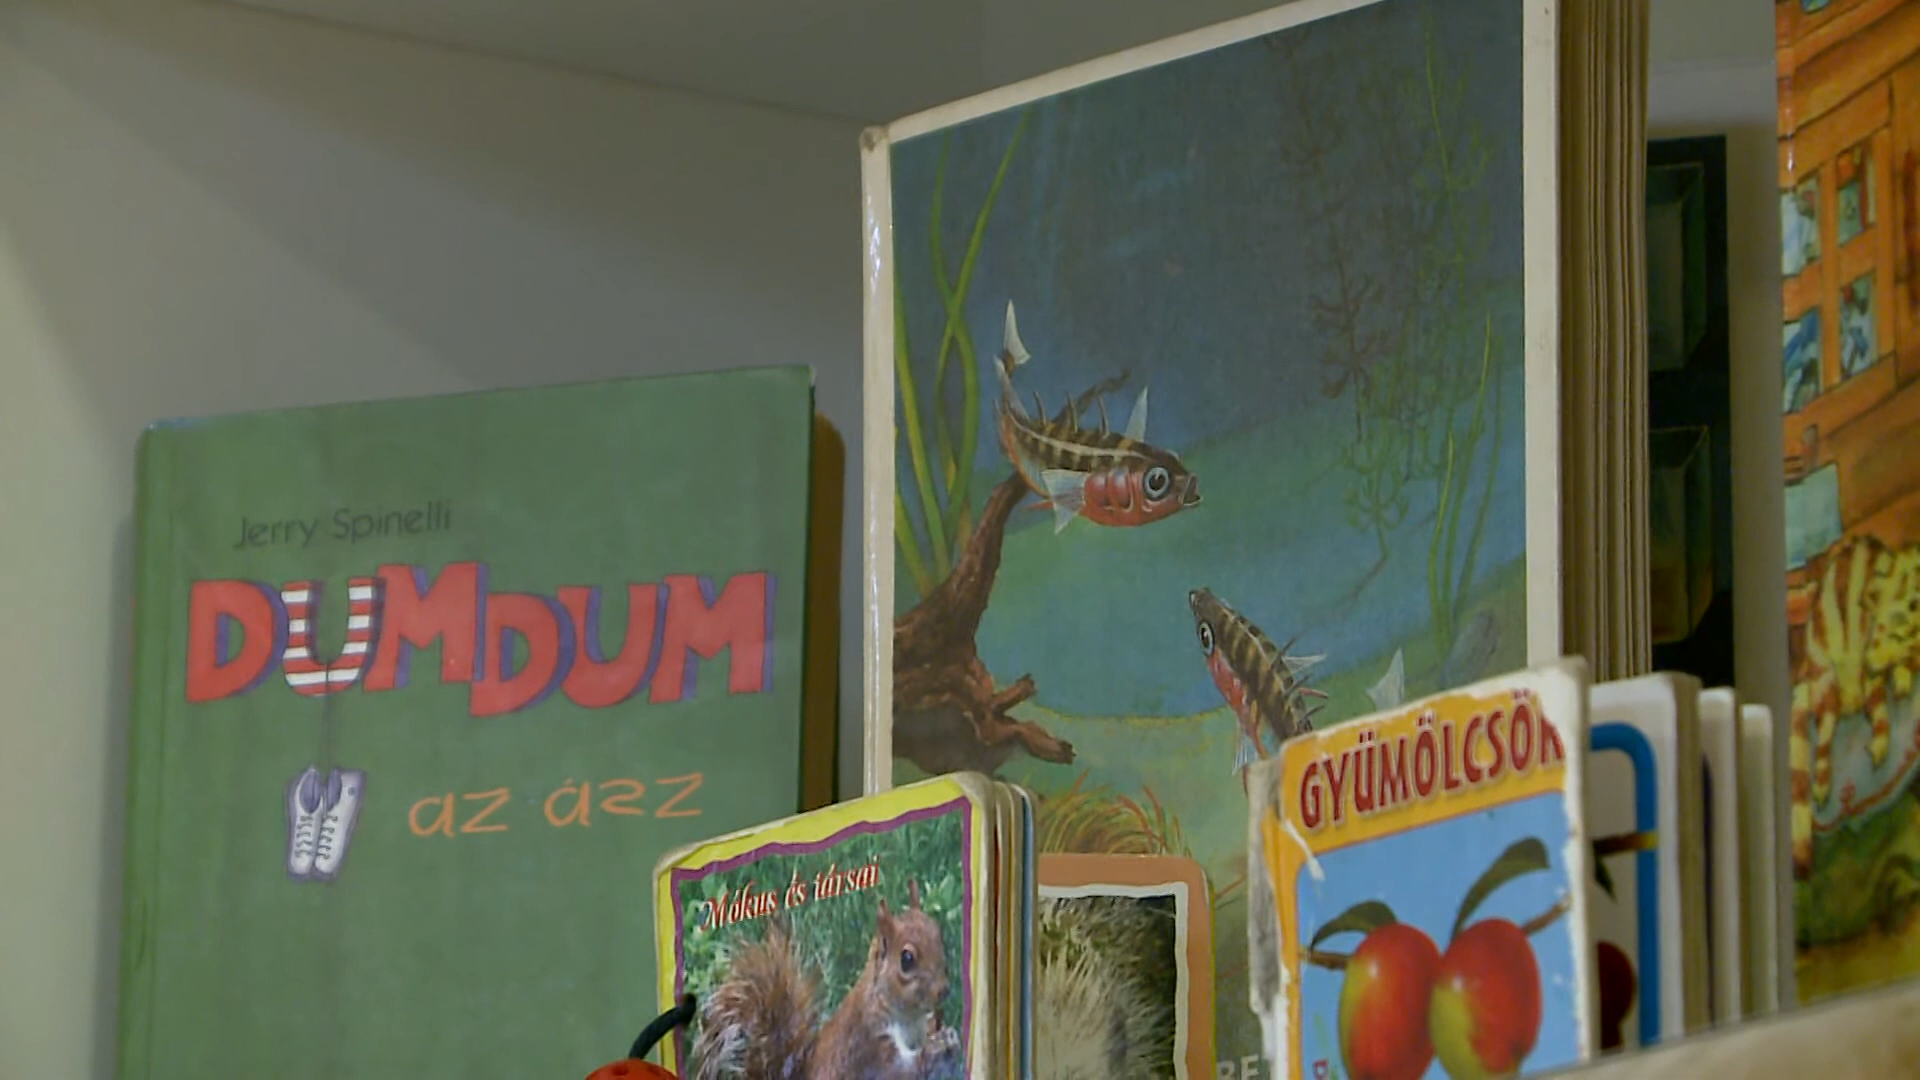 Jerry Spinelli
DUMDUM
az ász
Mókus és társai
GYÜMÖLCSÖK